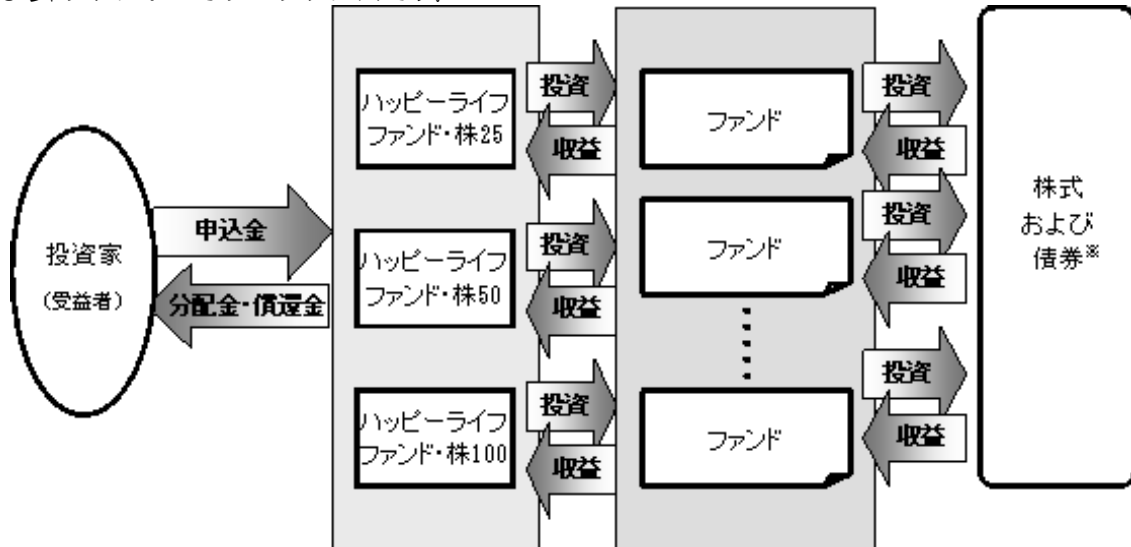 投資家
(受益者)
申込金
分配金・償還金
ハッピーライフ
ファンド・株25
ハッピーライフ
ファンド・株50
ハッピーライフ
ファンド・株100
投資
収益
投資
収益
投資
収益
ファンド
ファンド
ファンド
投資
収益
投資
収益
投資
収益
株式
および
債券※